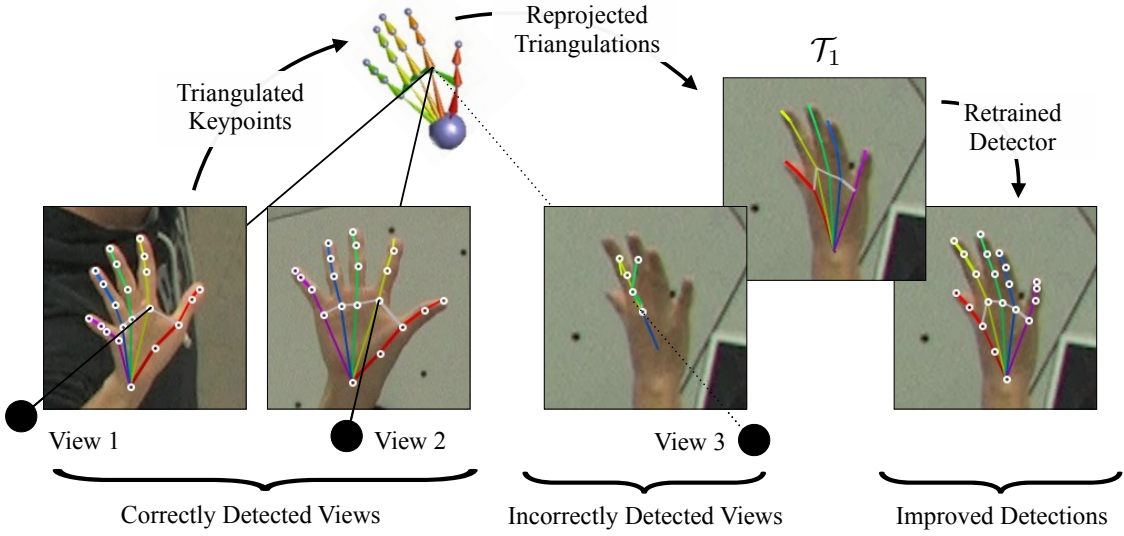 Reprojected
Triangulations
𝒯₁
Triangulated
Keypoints
Retrained
Detector
View 1
View 2
View 3
Correctly Detected Views
Incorrectly Detected Views
Improved Detections